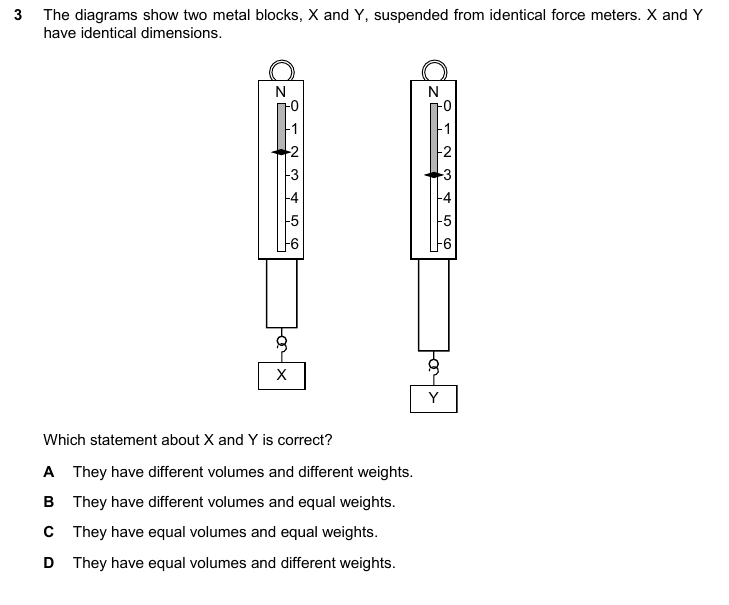 3 The diagrams show two metal blocks, X and Y, suspended from identical force meters. X and Y
have identical dimensions.
N
0
1
2
3
4
5
6
X
N
0
1
2
3
4
5
6
Y
Which statement about X and Y is correct?
A They have different volumes and different weights.
B They have different volumes and equal weights.
C They have equal volumes and equal weights.
D They have equal volumes and different weights.